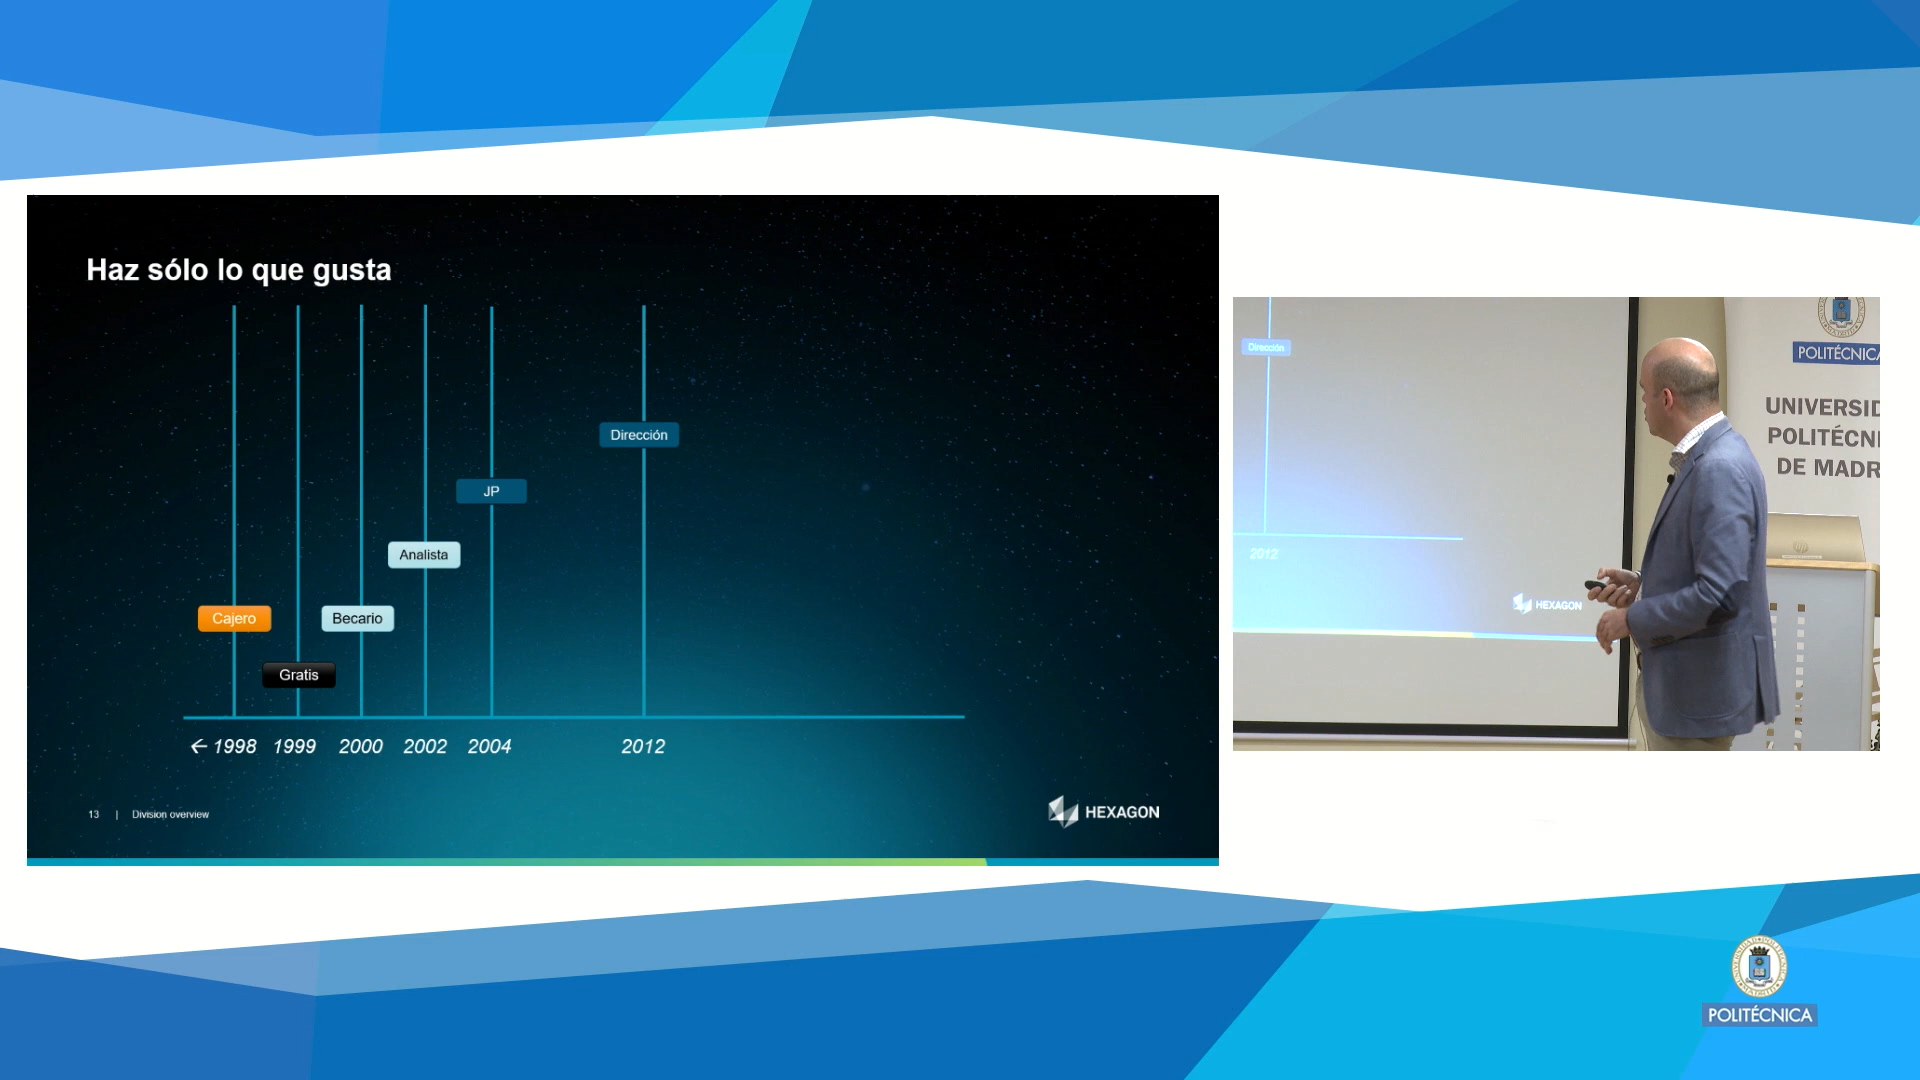 Haz sólo lo que gusta
Dirección
JP
Analista
Cajero
Becario
Gratis
← 1998 1999 2000 2002 2004 2012
13 | Division overview
HEXAGON
Dirección
2012
HEXAGON
POLITÉCNICA
UNIVERSID
POLITÉCNI
DE MADR
POLITÉCNICA